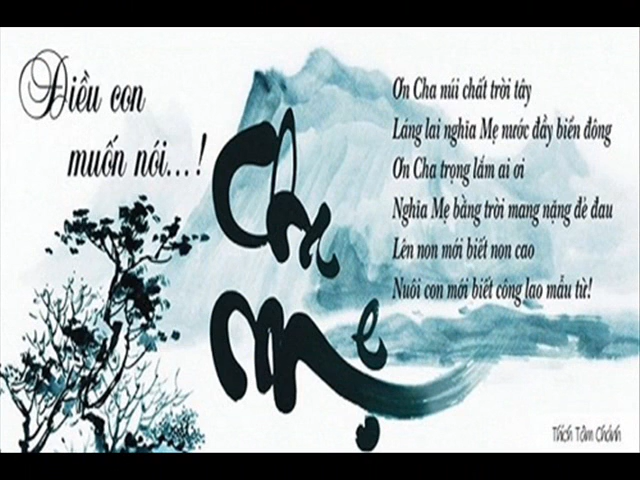 Điều con
muốn nói...!
Cha
Mẹ
Ơn Cha núi chất trời tây
Láng lai nghĩa Mẹ nước đầy biển đông
Ơn Cha trọng lắm ai ơi
Nghĩa Mẹ bằng trời mang nặng đẻ đau
Lên non mới biết non cao
Nuôi con mới biết công lao mẫu từ!
Thích Tâm Chánh